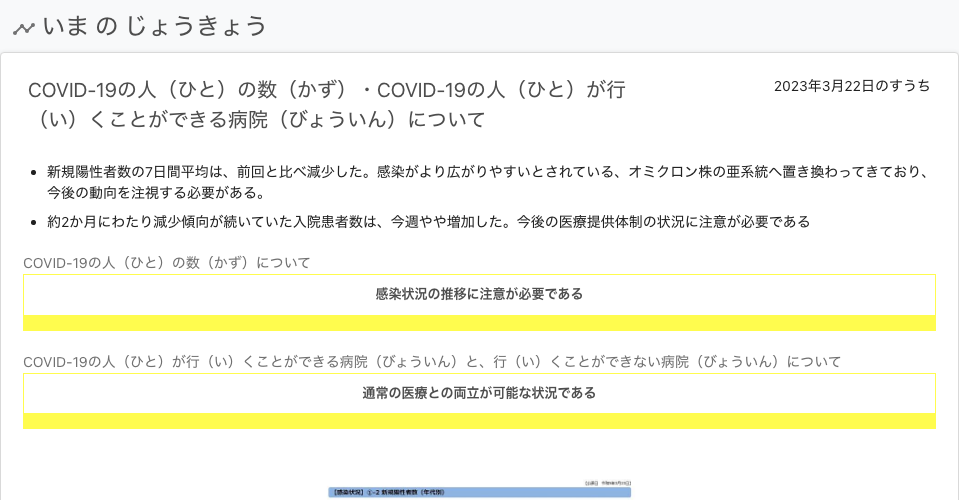 いま の じょうきょう
COVID-19の人（ひと）の数（かず）・COVID-19の人（ひと）が行
（い）くことができる病院（びょういん）について
2023年3月22日のすうち
新規陽性者数の7日間平均は、前回と比べ減少した。感染がより広がりやすいとされている、オミクロン株の亜系統へ置き換わってきており、
今後の動向を注視する必要がある。
約2か月にわたり減少傾向が続いていた入院患者数は、今週やや増加した。今後の医療提供体制の状況に注意が必要である
COVID-19の人（ひと）の数（かず）について
感染状況の推移に注意が必要である
COVID-19の人（ひと）が行（い）くことができる病院（びょういん）と、行（い）くことができない病院（びょういん）について
通常の医療との両立が可能な状況である
【感染状況】①-2 新規陽性者数（年代別）